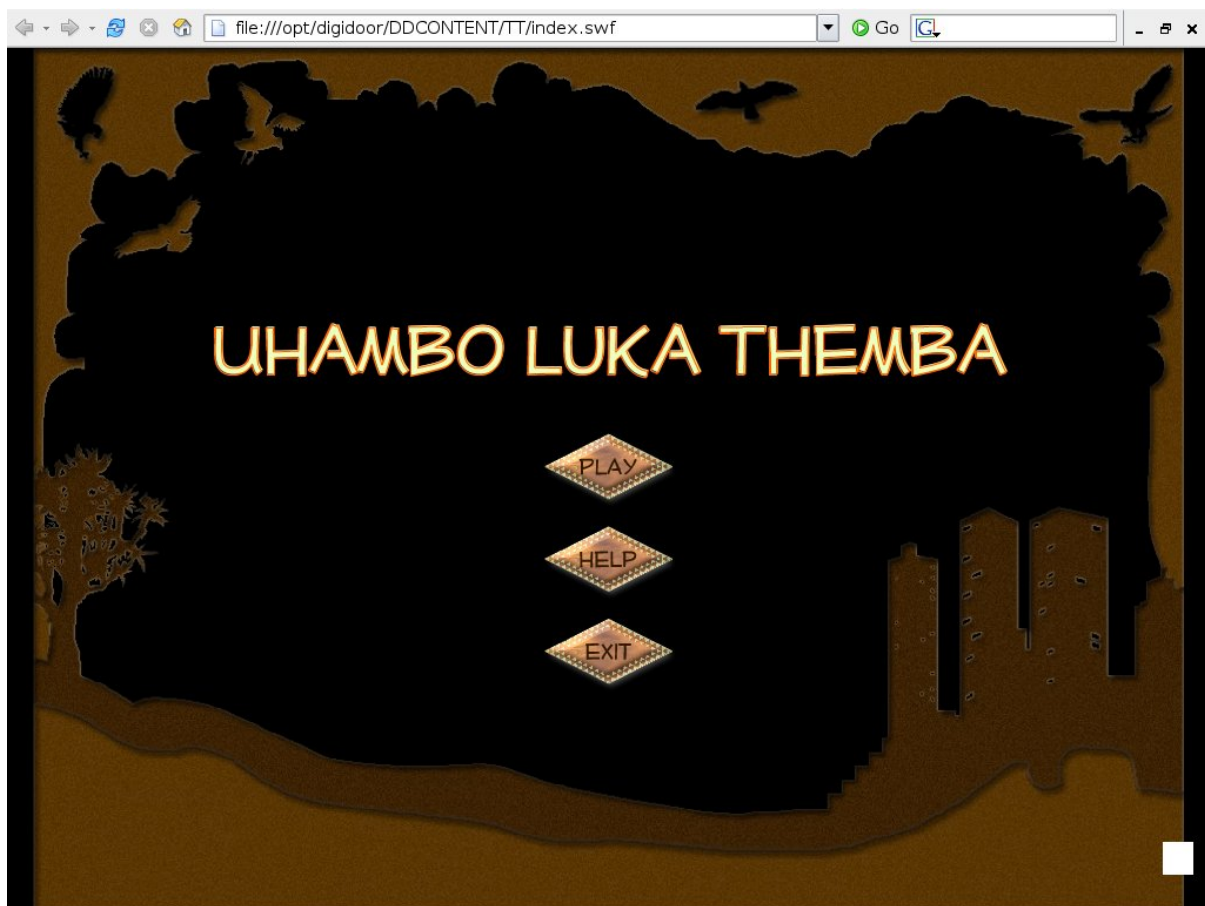 file:///opt/digidoor/DDCONTENT/TT/index.swf Go G
UHAMBO LUKA THEMBA
PLAY
HELP
EXIT